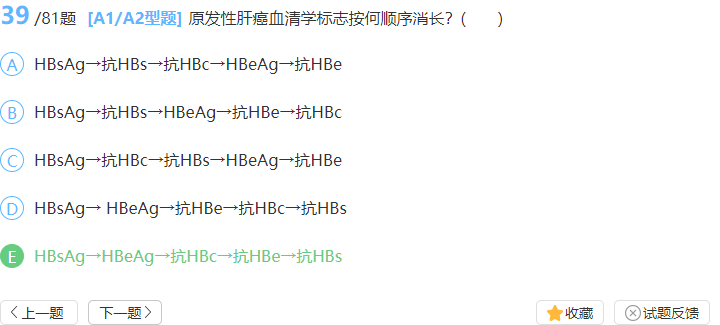 39 /81题 [A1/A2型题] 原发性肝癌血清学标志按何顺序消长？(  )
A HBsAg→抗HBs→抗HBc→HBeAg→抗HBe
B HBsAg→抗HBs→HBeAg→抗HBe→抗HBc
C HBsAg→抗HBc→抗HBs→HBeAg→抗HBe
D HBsAg→ HBeAg→抗HBe→抗HBc→抗HBs
E HBsAg→HBeAg→抗HBc→抗HBe→抗HBs
上一题 下一题 收藏 试题反馈